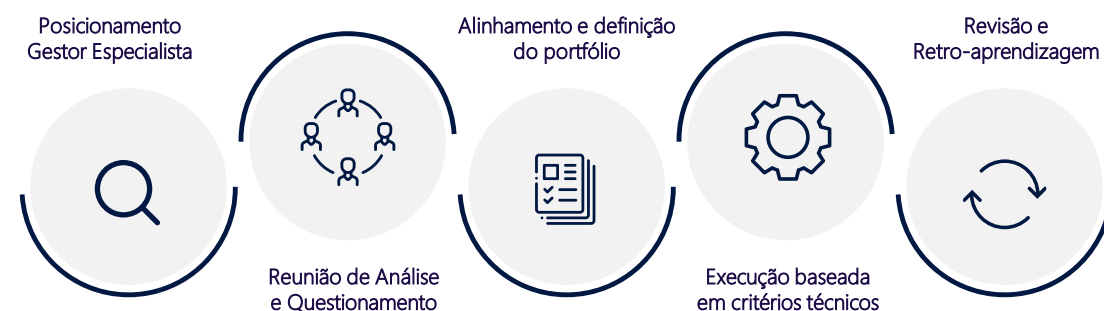 Posicionamento
Gestor Especialista
Reunião de Análise
e Questionamento
Alinhamento e definição
do portfólio
Execução baseada
em critérios técnicos
Revisão e
Retro-aprendizagem